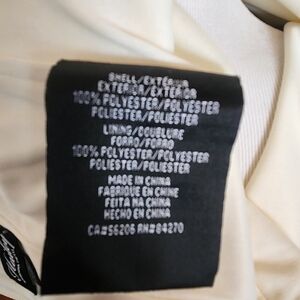 SHELL/EXTÉRIUR
EXTERIOR/EXTERIOR
100% POLYESTER/POLYESTER
POLIESTER/POLIESTER
LINING/DOUBLURE
FORRO/FORRO
100% POLYESTER/POLYESTER
POLIESTER/POLIESTER
MADE IN CHINA
FABRIQUE EN CHINE
FEITA NA CHINA
HECHO EN CHINA
CA#56206 RN#84270